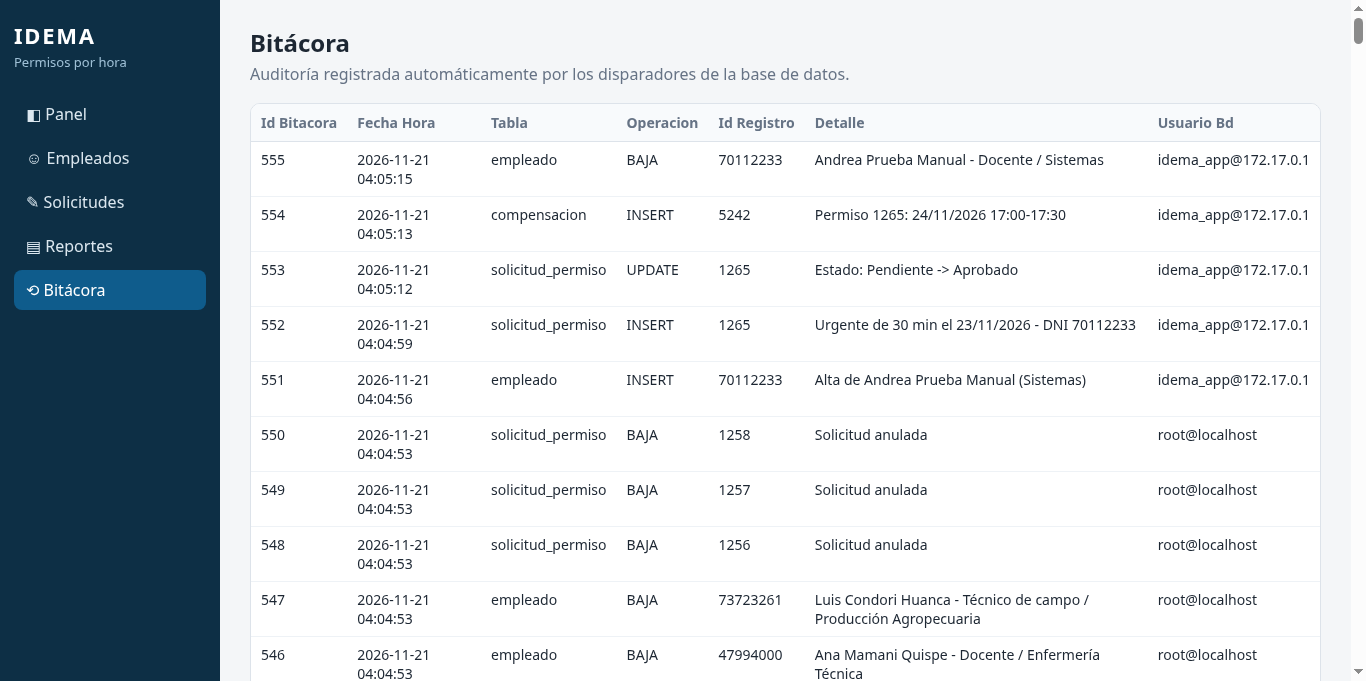 IDEMA
Permisos por hora
Panel
Empleados
Solicitudes
Reportes
Bitácora
Bitácora
Auditoría registrada automáticamente por los disparadores de la base de datos.
Id Bitacora Fecha Hora Tabla Operacion Id Registro Detalle Usuario Bd
555 2026-11-21 empleado BAJA 70112233 Andrea Prueba Manual - Docente / Sistemas idema_app@172.17.0.1
04:05:15
554 2026-11-21 compensacion INSERT 5242 Permiso 1265: 24/11/2026 17:00-17:30 idema_app@172.17.0.1
04:05:13
553 2026-11-21 solicitud_permiso UPDATE 1265 Estado: Pendiente -> Aprobado idema_app@172.17.0.1
04:05:12
552 2026-11-21 solicitud_permiso INSERT 1265 Urgente de 30 min el 23/11/2026 - DNI 70112233 idema_app@172.17.0.1
04:04:59
551 2026-11-21 empleado INSERT 70112233 Alta de Andrea Prueba Manual (Sistemas) idema_app@172.17.0.1
04:04:56
550 2026-11-21 solicitud_permiso BAJA 1258 Solicitud anulada root@localhost
04:04:53
549 2026-11-21 solicitud_permiso BAJA 1257 Solicitud anulada root@localhost
04:04:53
548 2026-11-21 solicitud_permiso BAJA 1256 Solicitud anulada root@localhost
04:04:53
547 2026-11-21 empleado BAJA 73723261 Luis Condori Huanca - Técnico de campo / root@localhost
04:04:53 Producción Agropecuaria
546 2026-11-21 empleado BAJA 47994000 Ana Mamani Quispe - Docente / Enfermería root@localhost
04:04:53 Técnica